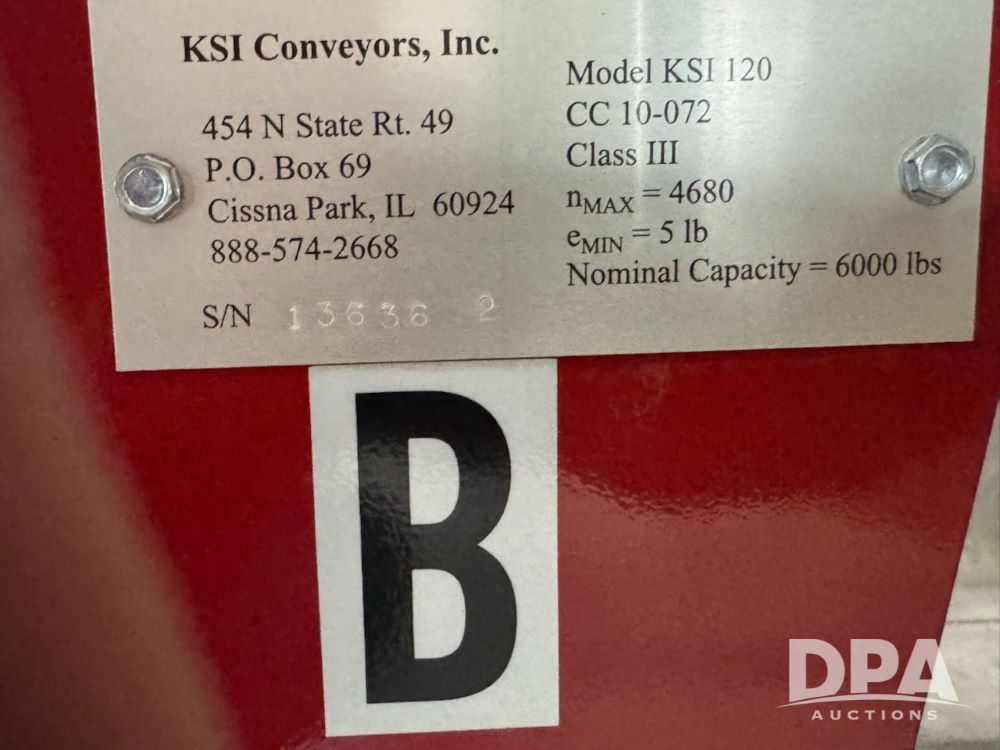 KSI Conveyors, Inc.
454 N State Rt. 49
P.O. Box 69
Cissna Park, IL 60924
888-574-2668
S/N 13636 2
Model KSI 120
CC 10-072
Class III
nMAX = 4680
eMIN = 5 lb
Nominal Capacity = 6000 lbs
B
DPA
AUCTIONS